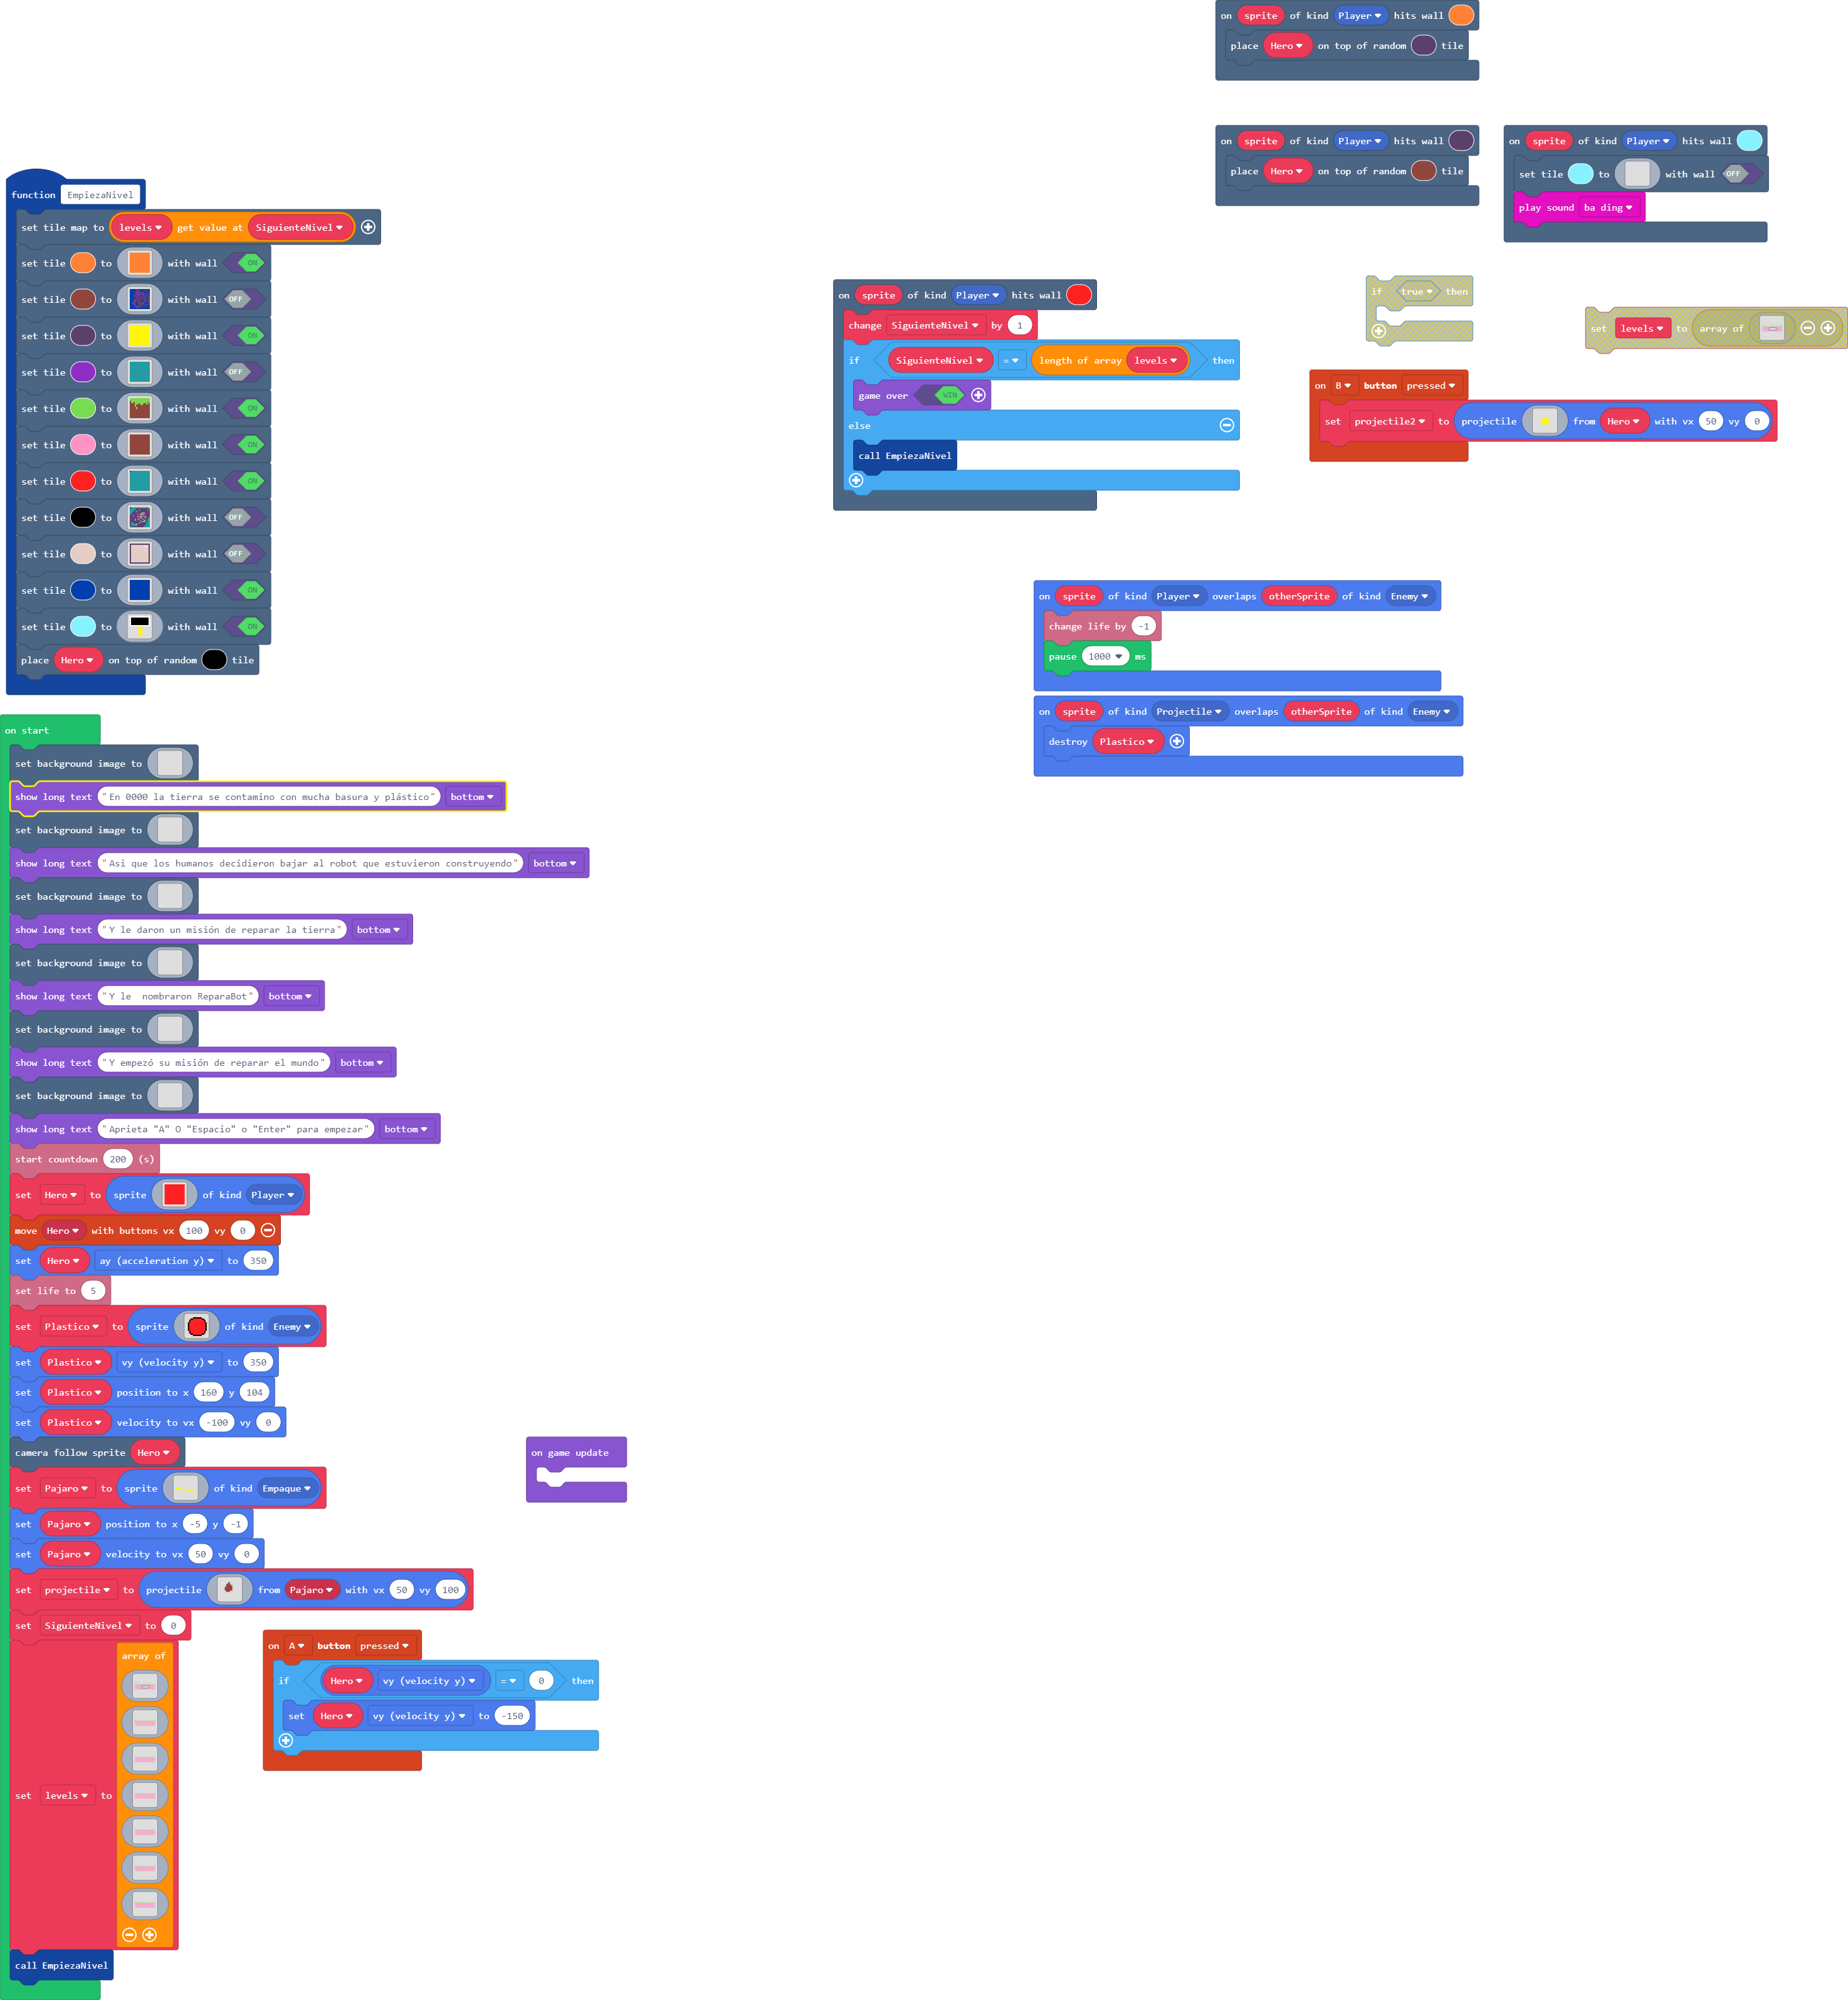 on sprite of kind Player hits wall
place Hero on top of random tile
on sprite of kind Player hits wall
place Hero on top of random tile
on sprite of kind Player hits wall
set tile to with wall OFF
play sound ba ding
function EmpiezaNivel
set tile map to levels get value at SiguienteNivel
set tile to with wall ON
set tile to with wall OFF
set tile to with wall ON
set tile to with wall OFF
set tile to with wall ON
set tile to with wall ON
set tile to with wall ON
set tile to with wall OFF
set tile to with wall OFF
set tile to with wall ON
set tile to with wall ON
place Hero on top of random tile
on sprite of kind Player hits wall
change SiguienteNivel by 1
if SiguienteNivel = length of array levels then
game over WIN
else
call EmpiezaNivel
if true then
set levels to array of
on B button pressed
set projectile2 to projectile from Hero with vx 50 vy 0
on sprite of kind Player overlaps otherSprite of kind Enemy
change life by -1
pause 1000 ms
on sprite of kind Projectile overlaps otherSprite of kind Enemy
destroy Plastico
on start
set background image to
show long text "En 0000 la tierra se contamino con mucha basura y plástico" bottom
set background image to
show long text "Asi que los humanos decidieron bajar al robot que estuvieron construyendo" bottom
set background image to
show long text "Y le daron un misión de reparar la tierra" bottom
set background image to
show long text "Y le  nombraron ReparaBot" bottom
set background image to
show long text "Y empezó su misión de reparar el mundo" bottom
set background image to
show long text "Aprieta "A" O "Espacio" o "Enter" para empezar" bottom
start countdown 200 (s)
set Hero to sprite of kind Player
move Hero with buttons vx 100 vy 0
set Hero ay (acceleration y) to 350
set life to 5
set Plastico to sprite of kind Enemy
set Plastico vy (velocity y) to 350
set Plastico position to x 160 y 104
set Plastico velocity to vx -100 vy 0
camera follow sprite Hero
set Pajaro to sprite of kind Empaque
set Pajaro position to x -5 y -1
set Pajaro velocity to vx 50 vy 0
set projectile to projectile from Pajaro with vx 50 vy 100
set SiguienteNivel to 0
set levels to array of
call EmpiezaNivel
on game update
on A button pressed
if Hero vy (velocity y) = 0 then
set Hero vy (velocity y) to -150